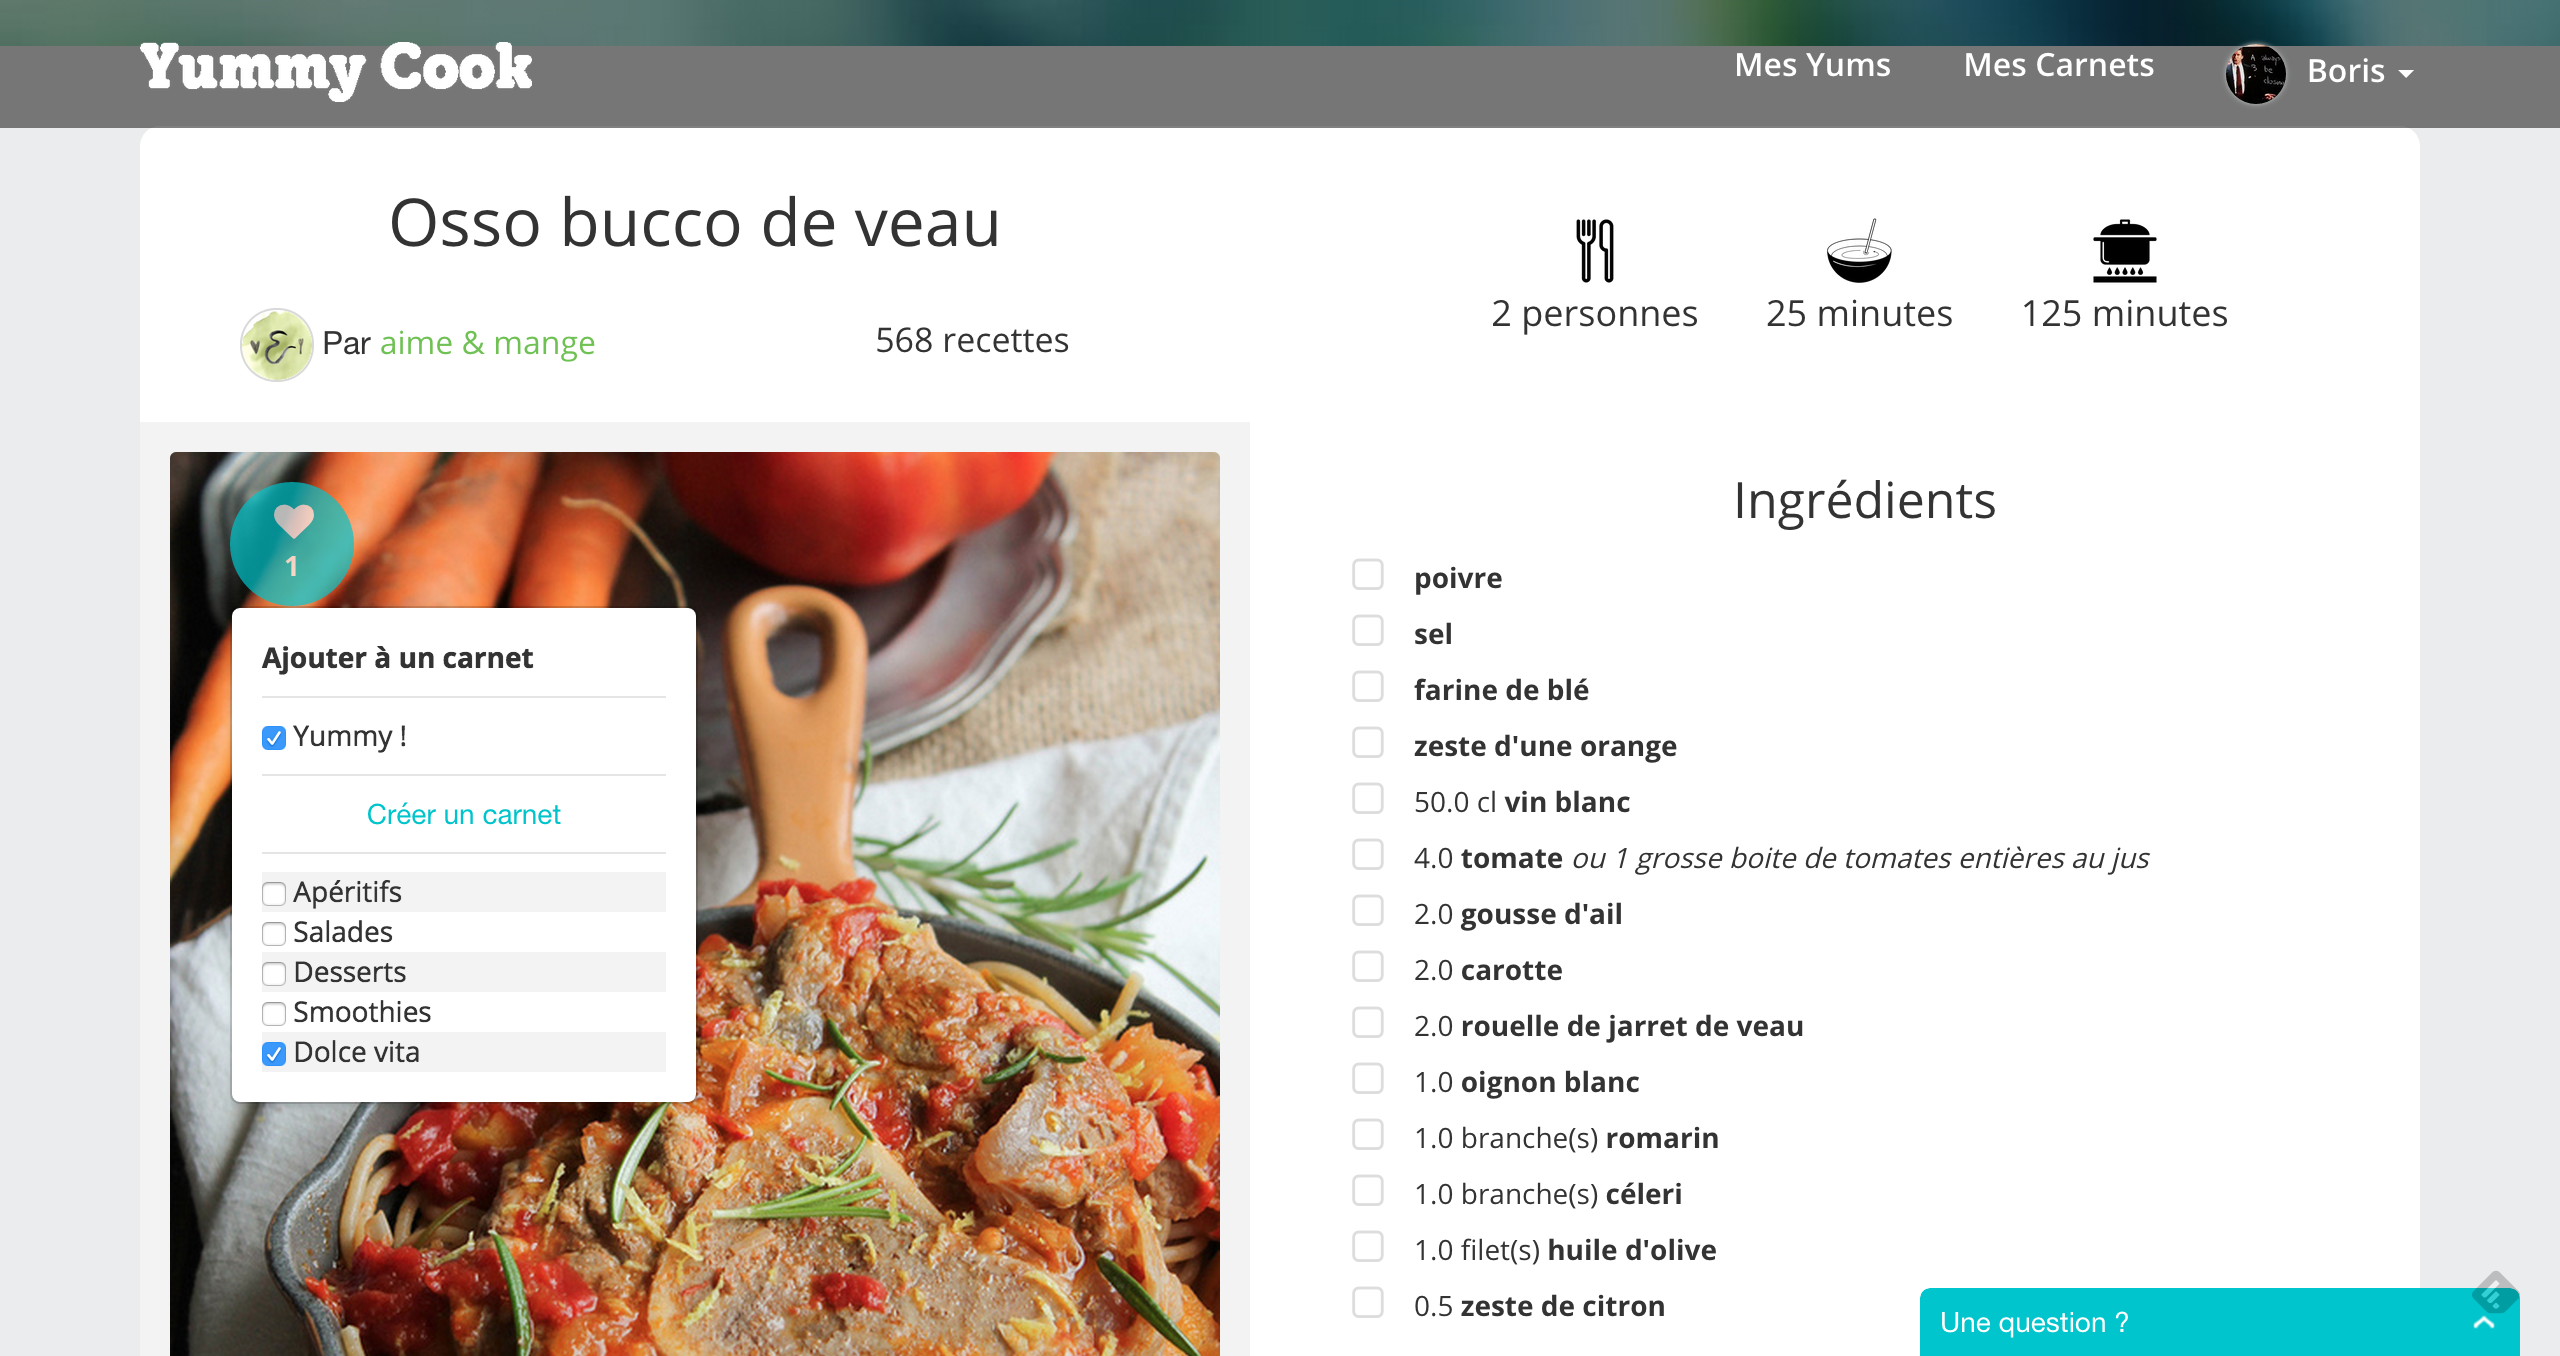 Yummy Cook
Mes Yums
Mes Carnets
Boris
Osso bucco de veau
Par aime & mange
568 recettes
2 personnes
25 minutes
125 minutes
1
Ajouter à un carnet
Yummy !
Créer un carnet
Apéritifs
Salades
Desserts
Smoothies
Dolce vita
Ingrédients
poivre
sel
farine de blé
zeste d'une orange
50.0 cl vin blanc
4.0 tomate ou 1 grosse boite de tomates entières au jus
2.0 gousse d'ail
2.0 carotte
2.0 rouelle de jarret de veau
1.0 oignon blanc
1.0 branche(s) romarin
1.0 branche(s) céleri
1.0 filet(s) huile d'olive
0.5 zeste de citron
Une question ?